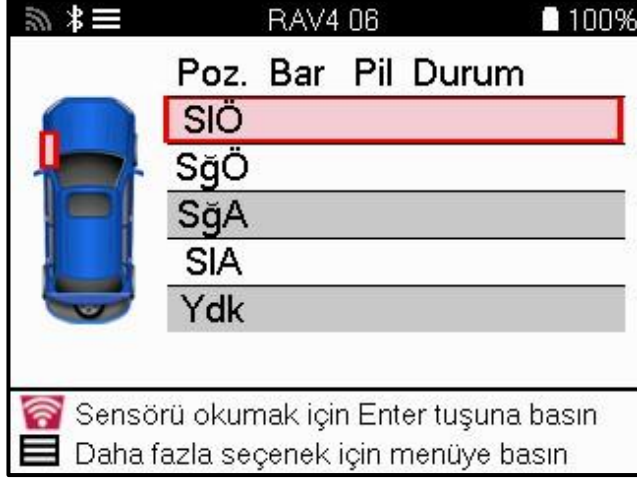 RAV4 06 100%
Poz. Bar Pil Durum
SlÖ
SğÖ
SğA
SlA
Ydk
Sensörü okumak için Enter tuşuna basın
Daha fazla seçenek için menüye basın